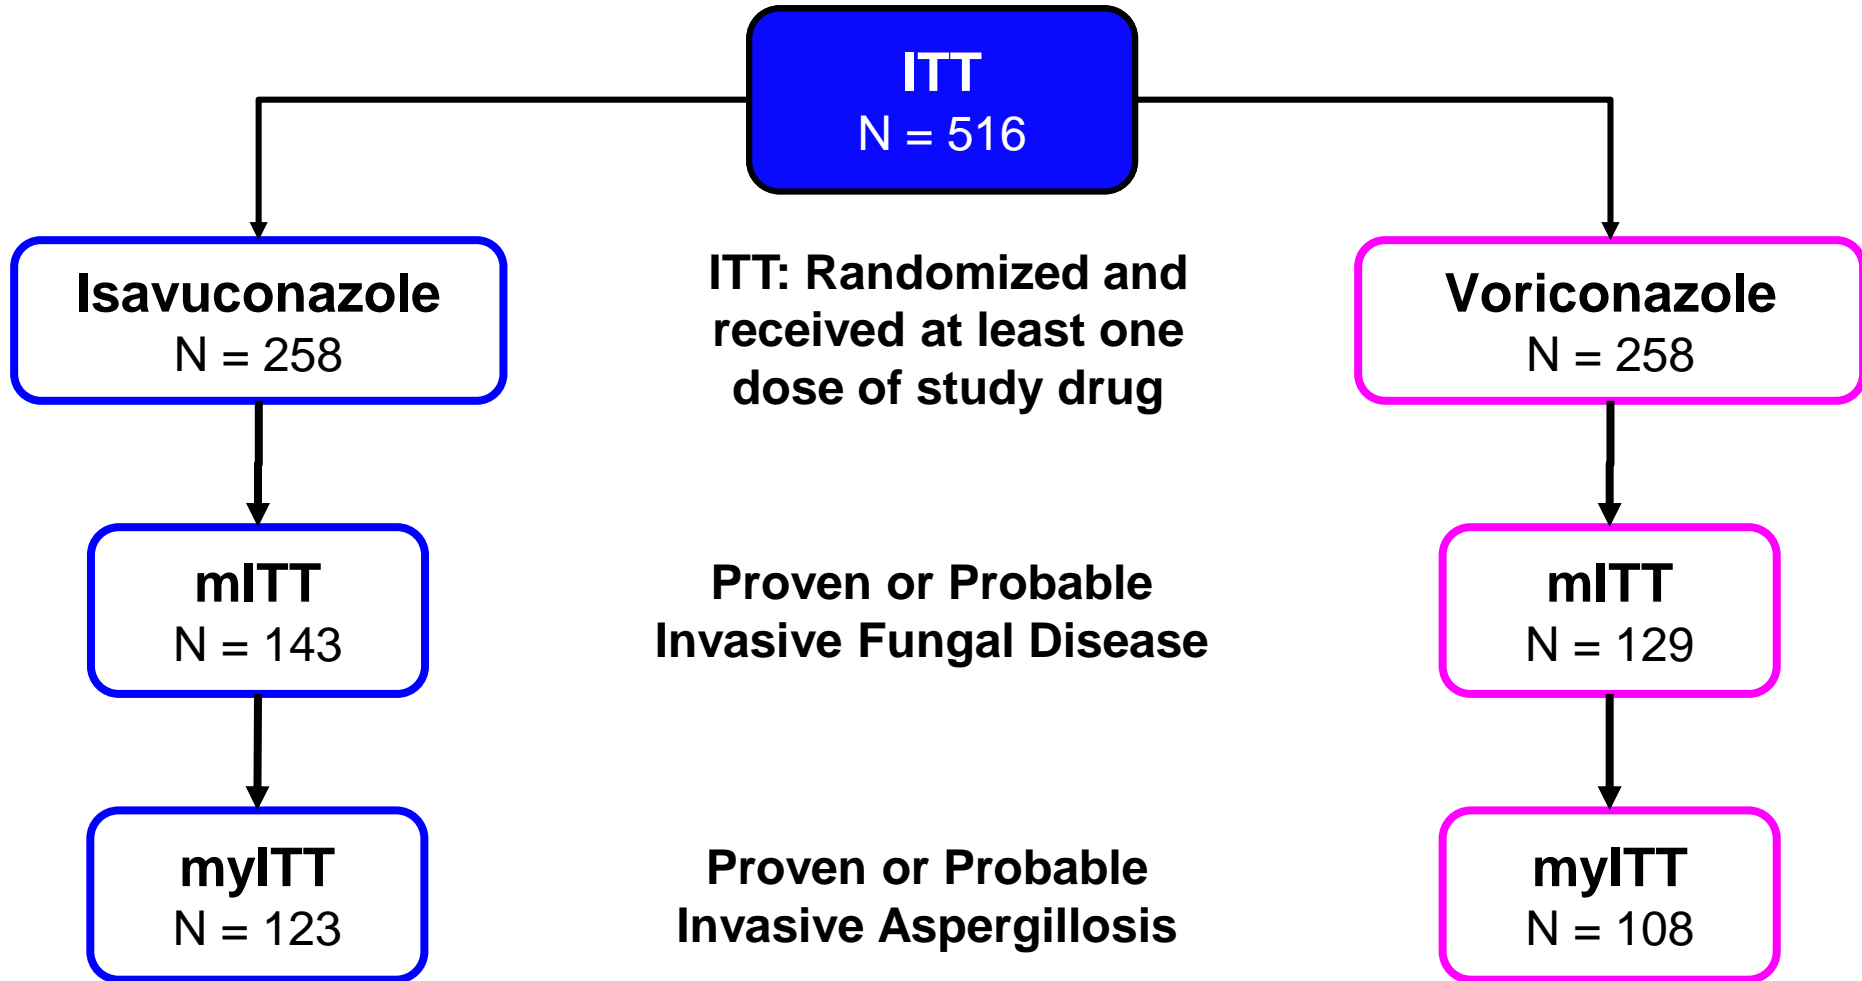 ITT
N = 516
Isavuconazole
N = 258
ITT: Randomized and
received at least one
dose of study drug
Voriconazole
N = 258
mITT
N = 143
Proven or Probable
Invasive Fungal Disease
mITT
N = 129
myITT
N = 123
Proven or Probable
Invasive Aspergillosis
myITT
N = 108